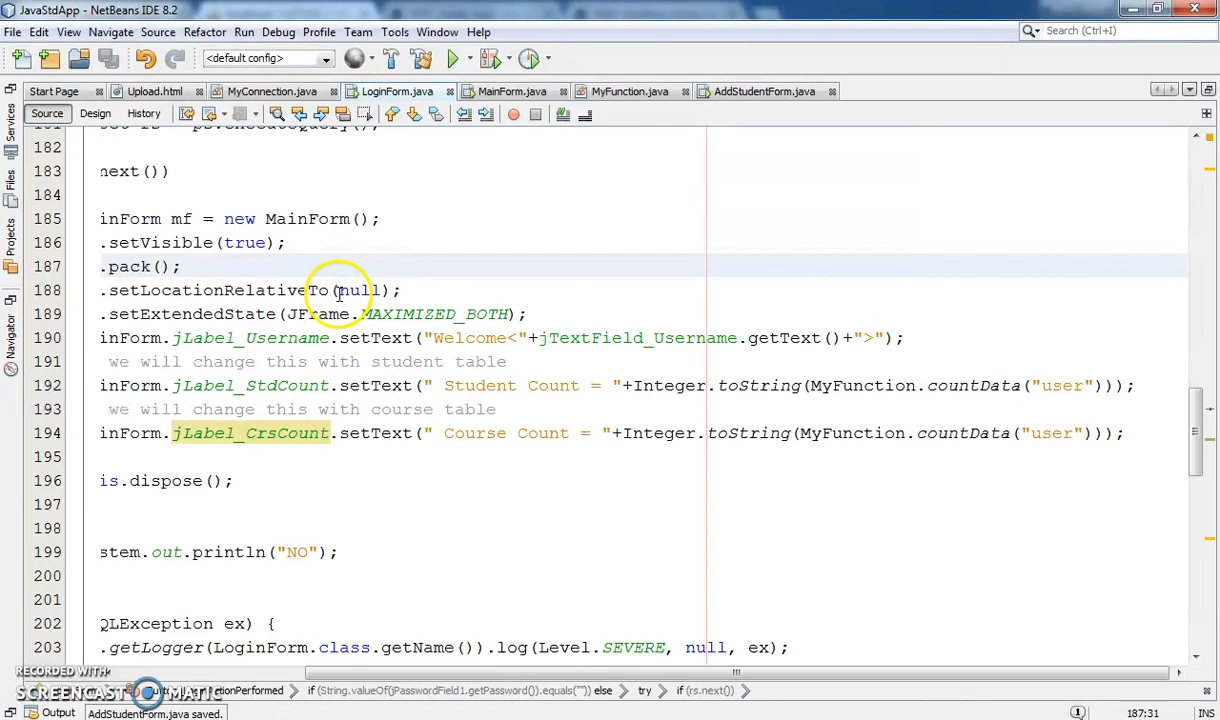 JavaStdApp - NetBeans IDE 8.2
File Edit View Navigate Source Refactor Run Debug Profile Team Tools Window Help
Search (Ctrl+I)
<default config>
Start Page Upload.html MyConnection.java LoginForm.java MainForm.java MyFunction.java AddStudentForm.java
Source Design History
Services
Files
Projects
Navigator
181
182
183 next())
184
185 inForm mf = new MainForm();
186 .setVisible(true);
187 .pack();
188 .setLocationRelativeTo(null);
189 .setExtendedState(JFrame.MAXIMIZED_BOTH);
190 inForm.jLabel_Username.setText("Welcome<"+jTextField_Username.getText()+">");
191 we will change this with student table
192 inForm.jLabel_StdCount.setText(" Student Count = "+Integer.toString(MyFunction.countData("user")));
193 we will change this with course table
194 inForm.jLabel_CrsCount.setText(" Course Count = "+Integer.toString(MyFunction.countData("user")));
195
196 is.dispose();
197
198
199 stem.out.println("NO");
200
201
202 QLException ex) {
203 .getLogger(LoginForm.class.getName()).log(Level.SEVERE, null, ex);
RECORDED WITH
SCREENCAST MATIC
ActionPerformed if (String.valueOf(jPasswordField1.getPassword()).equals("")) else try if (rs.next())
Output AddStudentForm.java saved. 1 187:31 INS